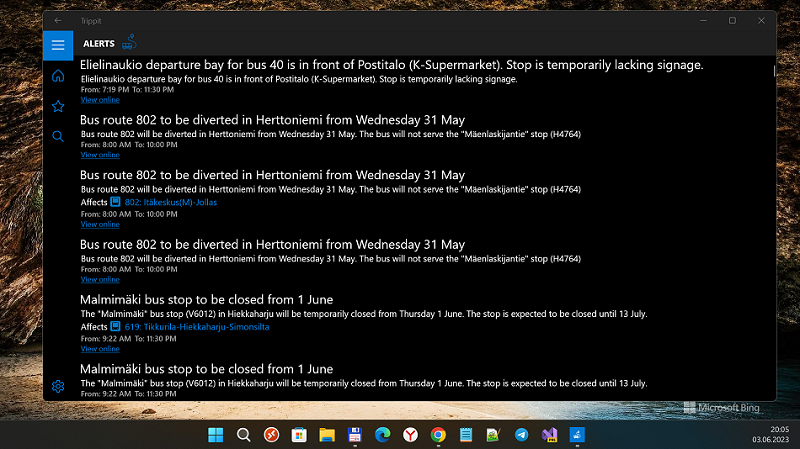 Trippit
ALERTS
Elielinaukio departure bay for bus 40 is in front of Postitalo (K-Supermarket). Stop is temporarily lacking signage.
Elielinaukio departure bay for bus 40 is in front of Postitalo (K-Supermarket). Stop is temporarily lacking signage.
From: 7:19 PM To: 11:30 PM
View online
Bus route 802 to be diverted in Herttoniemi from Wednesday 31 May
Bus route 802 will be diverted in Herttoniemi from Wednesday 31 May. The bus will not serve the "Mäenlaskijantie" stop (H4764)
From: 8:00 AM To: 10:00 PM
View online
Bus route 802 to be diverted in Herttoniemi from Wednesday 31 May
Bus route 802 will be diverted in Herttoniemi from Wednesday 31 May. The bus will not serve the "Mäenlaskijantie" stop (H4764)
Affects 802: Itäkeskus(M)-Jollas
From: 8:00 AM To: 10:00 PM
View online
Bus route 802 to be diverted in Herttoniemi from Wednesday 31 May
Bus route 802 will be diverted in Herttoniemi from Wednesday 31 May. The bus will not serve the "Mäenlaskijantie" stop (H4764)
From: 8:00 AM To: 10:00 PM
View online
Malmimäki bus stop to be closed from 1 June
The "Malmimäki" bus stop (V6012) in Hiekkaharju will be temporarily closed from Thursday 1 June. The stop is expected to be closed until 13 July.
Affects 619: Tikkurila-Hiekkaharju-Simonsilta
From: 9:22 AM To: 11:30 PM
View online
Malmimäki bus stop to be closed from 1 June
The "Malmimäki" bus stop (V6012) in Hiekkaharju will be temporarily closed from Thursday 1 June. The stop is expected to be closed until 13 July.
From: 9:22 AM To: 11:30 PM
Microsoft Bing
20:05
03.06.2023